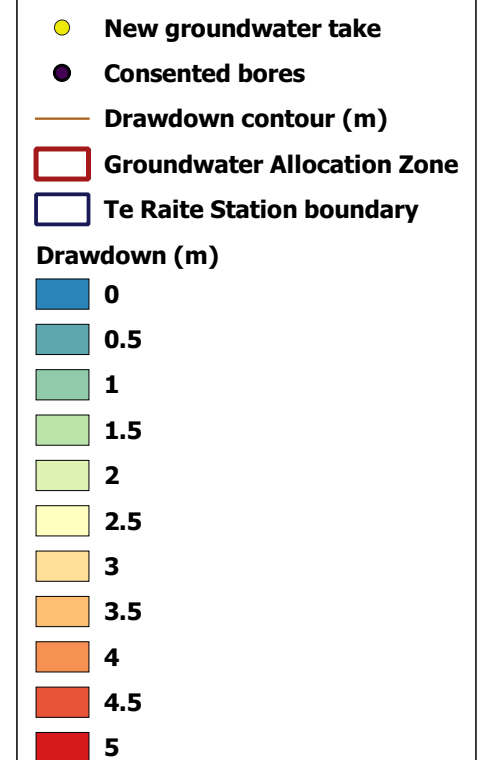 New groundwater take
Consented bores
Drawdown contour (m)
Groundwater Allocation Zone
Te Raite Station boundary
Drawdown (m)
0
0.5
1
1.5
2
2.5
3
3.5
4
4.5
5